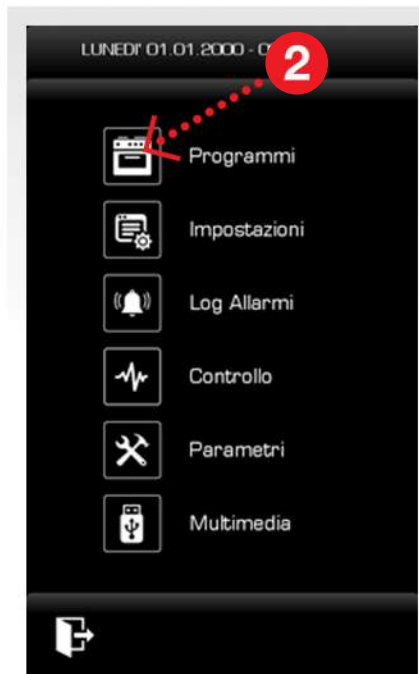 LUNEDI' 01.01.2000 - 0
2
Programmi
Impostazioni
Log Allarmi
Controllo
Parametri
Multimedia